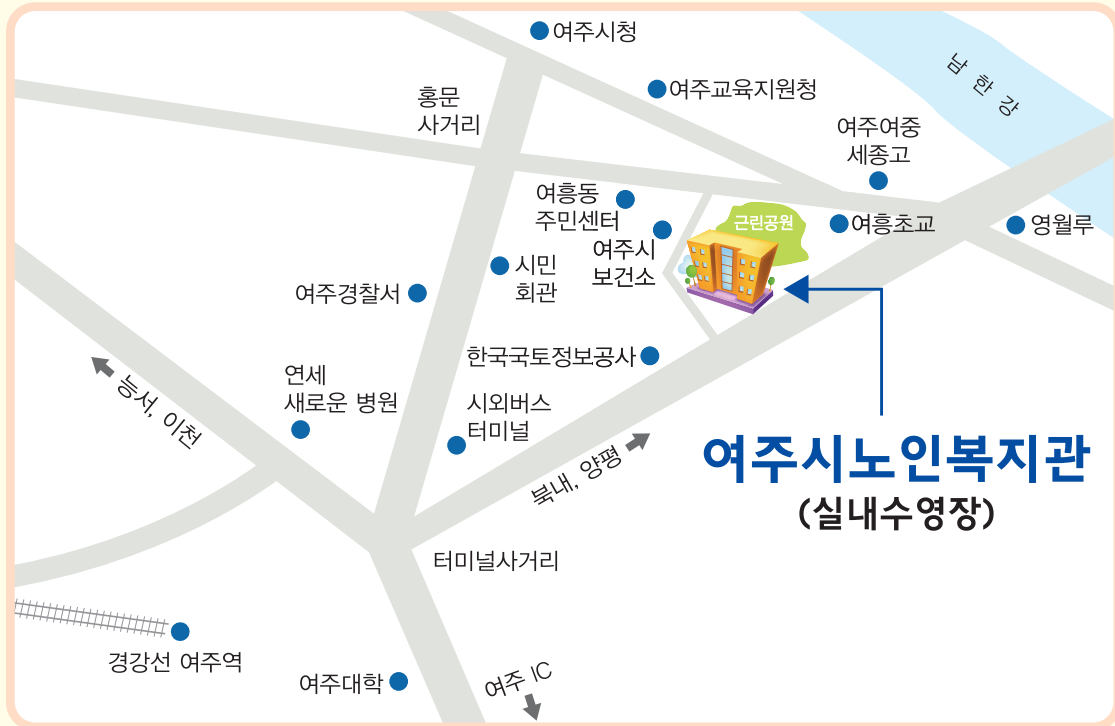 여주시청
남한강
여주교육지원청
홍문
사거리
여주여중
세종고
여흥동
주민센터
근린공원
여흥초교
영월루
여주시
보건소
시민
회관
여주경찰서
한국국토정보공사
연세
새로운 병원
능서, 이천
시외버스
터미널
북내, 양평
여주시노인복지관
(실내수영장)
터미널사거리
경강선 여주역
여주대학
여주 IC